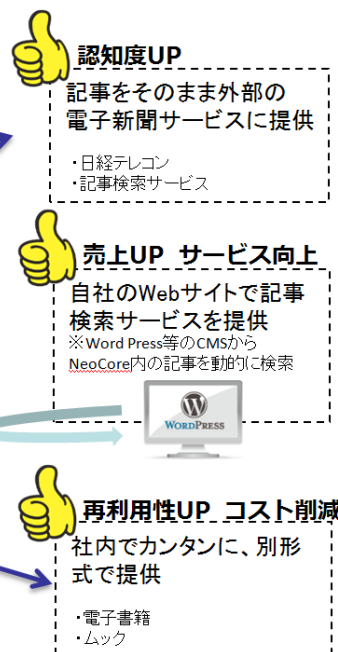 認知度UP
記事をそのまま外部の
電子新聞サービスに提供
・日経テレコン
・記事検索サービス
売上UP サービス向上
自社のWebサイトで記事
検索サービスを提供
※Word Press等のCMSから
NeoCore内の記事を動的に検索
WORDPRESS
再利用性UP コスト削減
社内でカンタンに、別形
式で提供
・電子書籍
・ムック